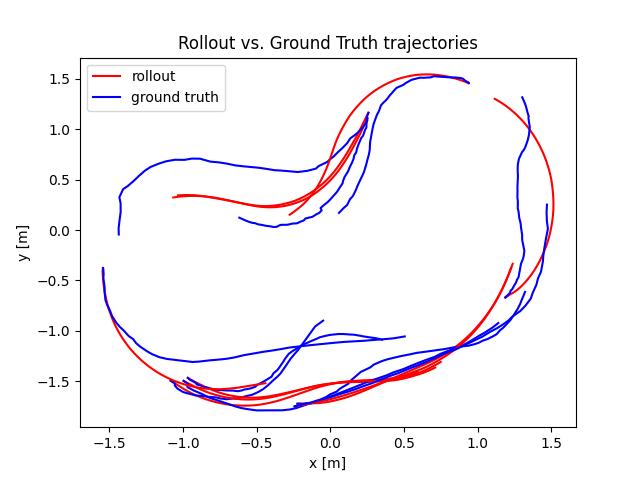 Rollout vs. Ground Truth trajectories
rollout
ground truth
1.5
1.0
0.5
0.0
−0.5
−1.0
−1.5
y [m]
−1.5 −1.0 −0.5 0.0 0.5 1.0 1.5
x [m]